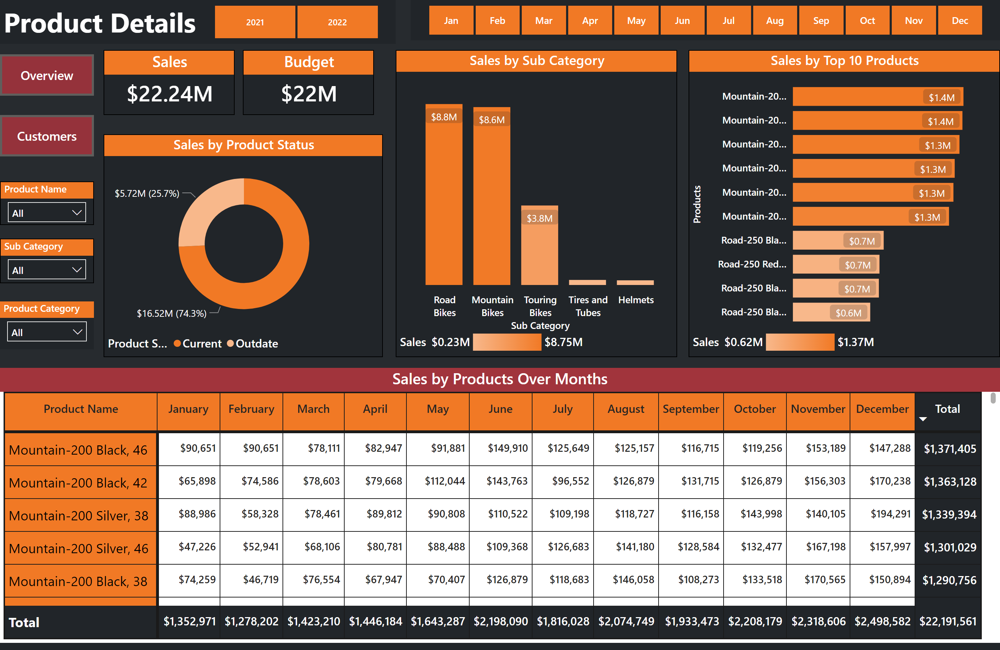 Product Details
2021
2022
Jan
Feb
Mar
Apr
May
Jun
Jul
Aug
Sep
Oct
Nov
Dec
Overview
Customers
Product Name
All
Sub Category
All
Product Category
All
Sales
$22.24M
Budget
$22M
Sales by Product Status
$5.72M (25.7%)
$16.52M (74.3%)
Product S... Current Outdate
Sales by Sub Category
$8.8M
$8.6M
$3.8M
Road Bikes
Mountain Bikes
Touring Bikes
Tires and Tubes
Helmets
Sub Category
Sales $0.23M $8.75M
Sales by Top 10 Products
Products
Mountain-20... $1.4M
Mountain-20... $1.4M
Mountain-20... $1.3M
Mountain-20... $1.3M
Mountain-20... $1.3M
Mountain-20... $1.3M
Road-250 Bla... $0.7M
Road-250 Red... $0.7M
Road-250 Bla... $0.7M
Road-250 Bla... $0.6M
Sales $0.62M $1.37M
Sales by Products Over Months
Product Name January February March April May June July August September October November December Total
Mountain-200 Black, 46 $90,651 $90,651 $78,111 $82,947 $91,881 $149,910 $125,649 $125,157 $116,715 $119,256 $153,189 $147,288 $1,371,405
Mountain-200 Black, 42 $65,898 $74,586 $78,603 $79,668 $112,044 $143,763 $96,552 $126,879 $131,715 $126,879 $156,303 $170,238 $1,363,128
Mountain-200 Silver, 38 $88,986 $58,328 $78,461 $89,812 $90,808 $110,522 $109,198 $118,727 $116,158 $143,998 $140,105 $194,291 $1,339,394
Mountain-200 Silver, 46 $47,226 $52,941 $68,106 $80,781 $88,488 $109,368 $126,683 $141,180 $128,584 $132,477 $167,198 $157,997 $1,301,029
Mountain-200 Black, 38 $74,259 $46,719 $76,554 $67,947 $70,407 $126,879 $118,683 $146,058 $108,273 $133,518 $170,565 $150,894 $1,290,756
Total $1,352,971 $1,278,202 $1,423,210 $1,446,184 $1,643,287 $2,198,090 $1,816,028 $2,074,749 $1,933,473 $2,208,179 $2,318,606 $2,498,582 $22,191,561